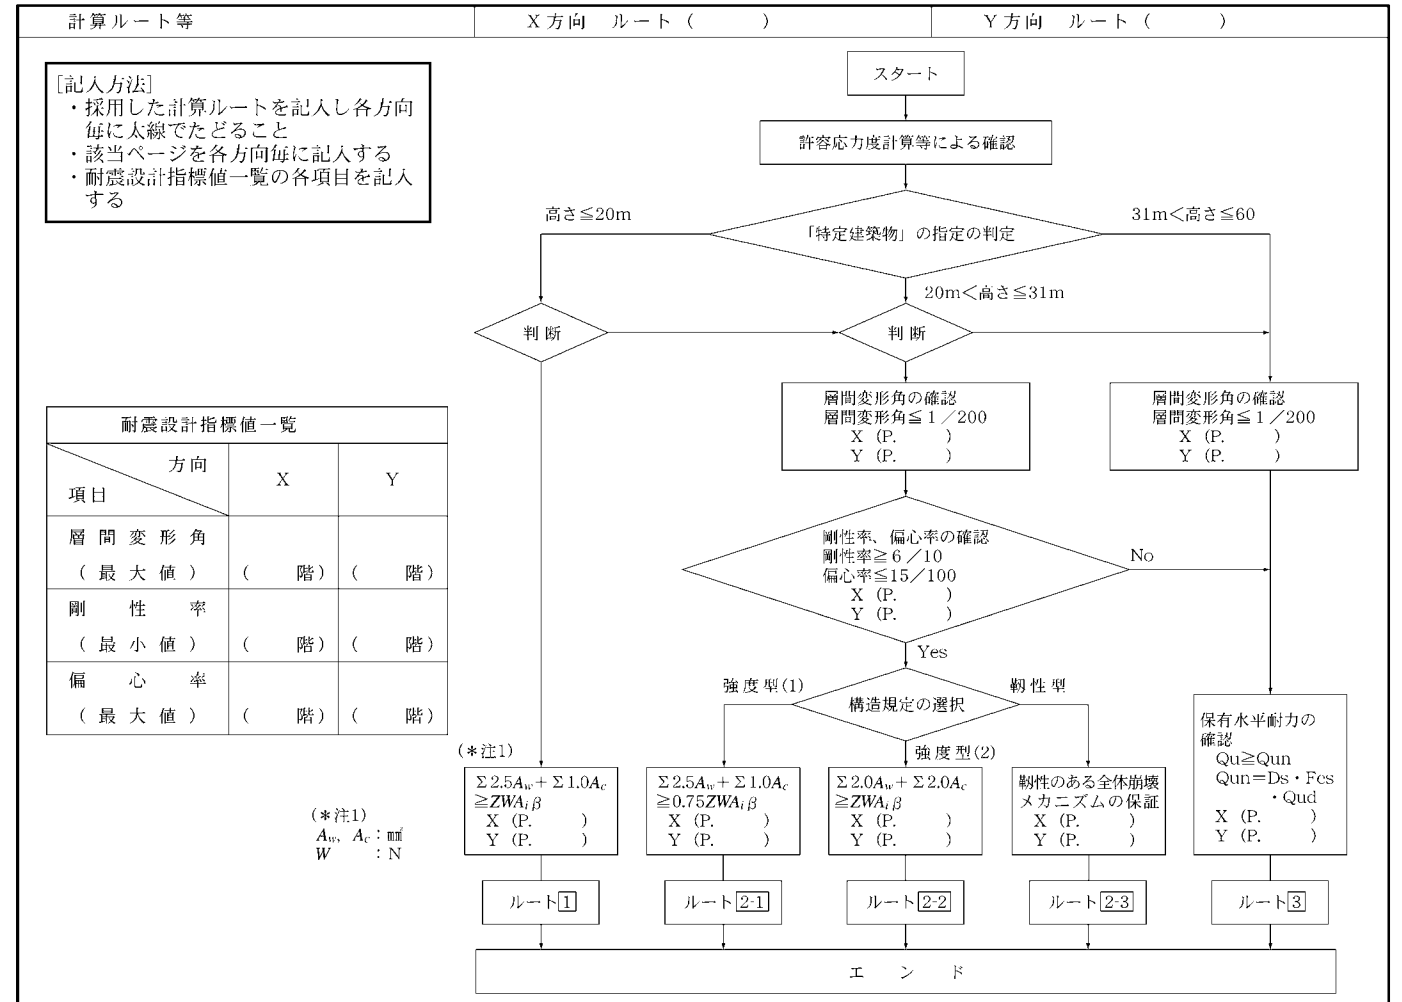 計算ルート等
X方向　ルート（　　　）
Y方向　ルート（　　　）
[記入方法]
・採用した計算ルートを記入し各方向
毎に太線でたどること
・該当ページを各方向毎に記入する
・耐震設計指標値一覧の各項目を記入
する
スタート
許容応力度計算等による確認
高さ≦20m
31m＜高さ≦60
「特定建築物」の指定の判定
20m＜高さ≦31m
判断
判断
層間変形角の確認
層間変形角≦1／200
X (P.　　　)
Y (P.　　　)
層間変形角の確認
層間変形角≦1／200
X (P.　　　)
Y (P.　　　)
耐震設計指標値一覧
方向
項目
X
Y
層間変形角
（最大値）
（　　階）
（　　階）
剛性率
（最小値）
（　　階）
（　　階）
偏心率
（最大値）
（　　階）
（　　階）
剛性率、偏心率の確認
剛性率≧6／10
偏心率≦15／100
X (P.　　　)
Y (P.　　　)
No
Yes
強度型(1)
構造規定の選択
靱性型
強度型(2)
(＊注1)
Σ2.5Aw＋Σ1.0Ac
≧ZWAiβ
X (P.　　　)
Y (P.　　　)
Σ2.5Aw＋Σ1.0Ac
≧0.75ZWAiβ
X (P.　　　)
Y (P.　　　)
Σ2.0Aw＋Σ2.0Ac
≧ZWAiβ
X (P.　　　)
Y (P.　　　)
靱性のある全体崩壊
メカニズムの保証
X (P.　　　)
Y (P.　　　)
保有水平耐力の
確認
Qu≧Qun
Qun＝Ds・Fes
・Qud
X (P.　　　)
Y (P.　　　)
(＊注1)
Aw、Ac：㎟
W　　：N
ルート1
ルート2-1
ルート2-2
ルート2-3
ルート3
エンド